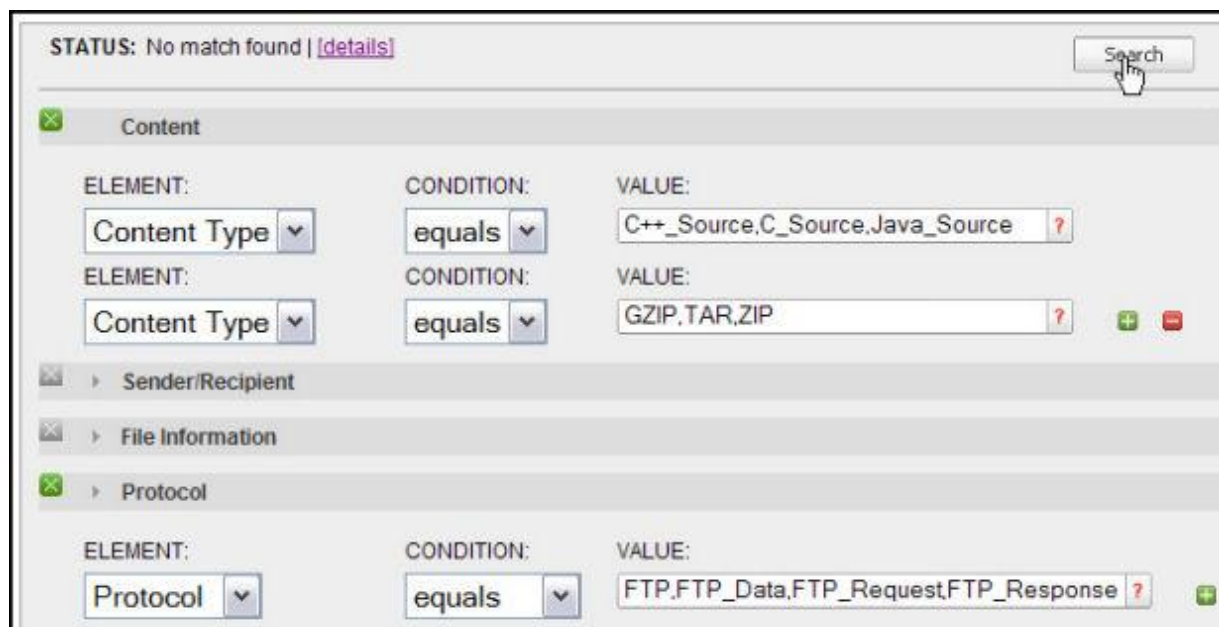 STATUS: No match found | [details]
Search
Content
ELEMENT: CONDITION: VALUE:
Content Type equals C++_Source,C_Source,Java_Source ?
ELEMENT: CONDITION: VALUE:
Content Type equals GZIP,TAR,ZIP ?
Sender/Recipient
File Information
Protocol
ELEMENT: CONDITION: VALUE:
Protocol equals FTP,FTP_Data,FTP_Request,FTP_Response ?